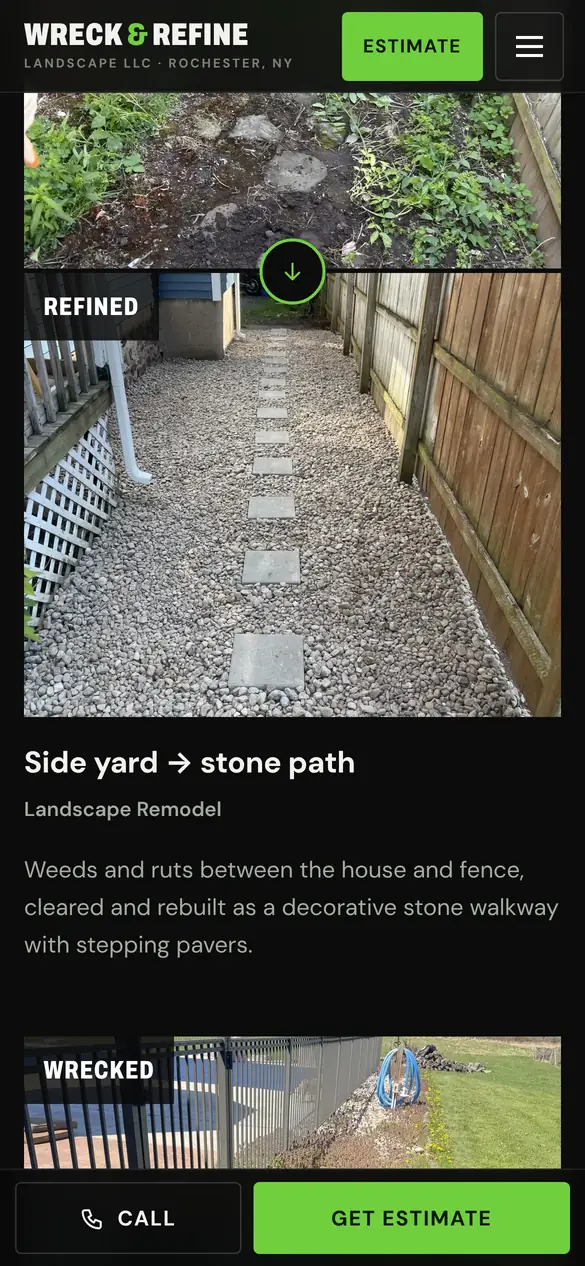 WRECK & REFINE
LANDSCAPE LLC · ROCHESTER, NY
ESTIMATE
REFINED
Side yard → stone path
Landscape Remodel
Weeds and ruts between the house and fence,
cleared and rebuilt as a decorative stone walkway
with stepping pavers.
WRECKED
CALL
GET ESTIMATE